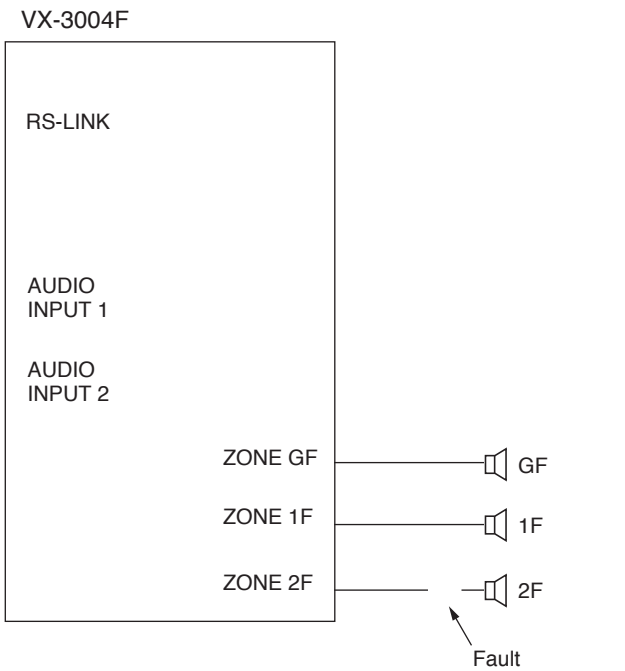 VX-3004F
RS-LINK
AUDIO
INPUT 1
AUDIO
INPUT 2
ZONE GF
GF
ZONE 1F
1F
ZONE 2F
2F
Fault